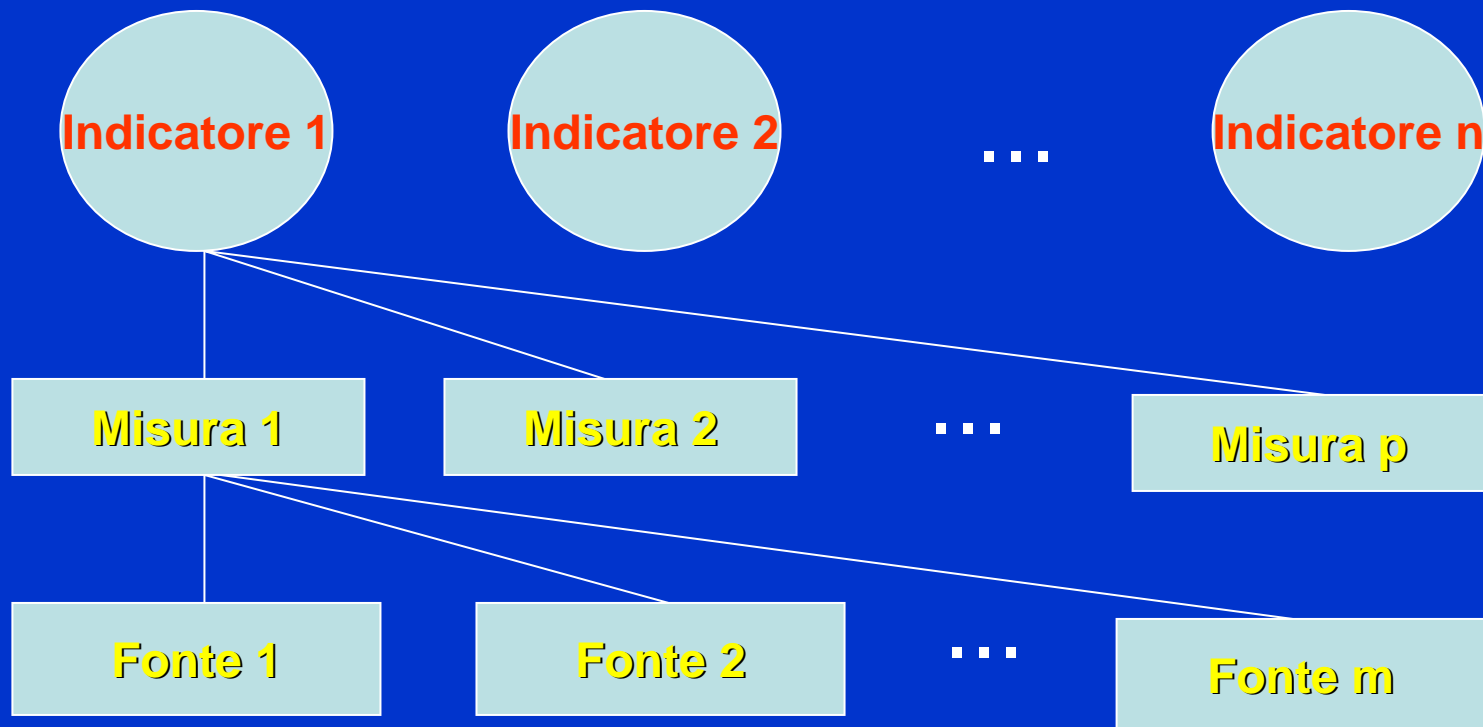 Indicatore 1
Indicatore 2
...
Indicatore n
Misura 1
Misura 2
...
Misura p
Fonte 1
Fonte 2
...
Fonte m